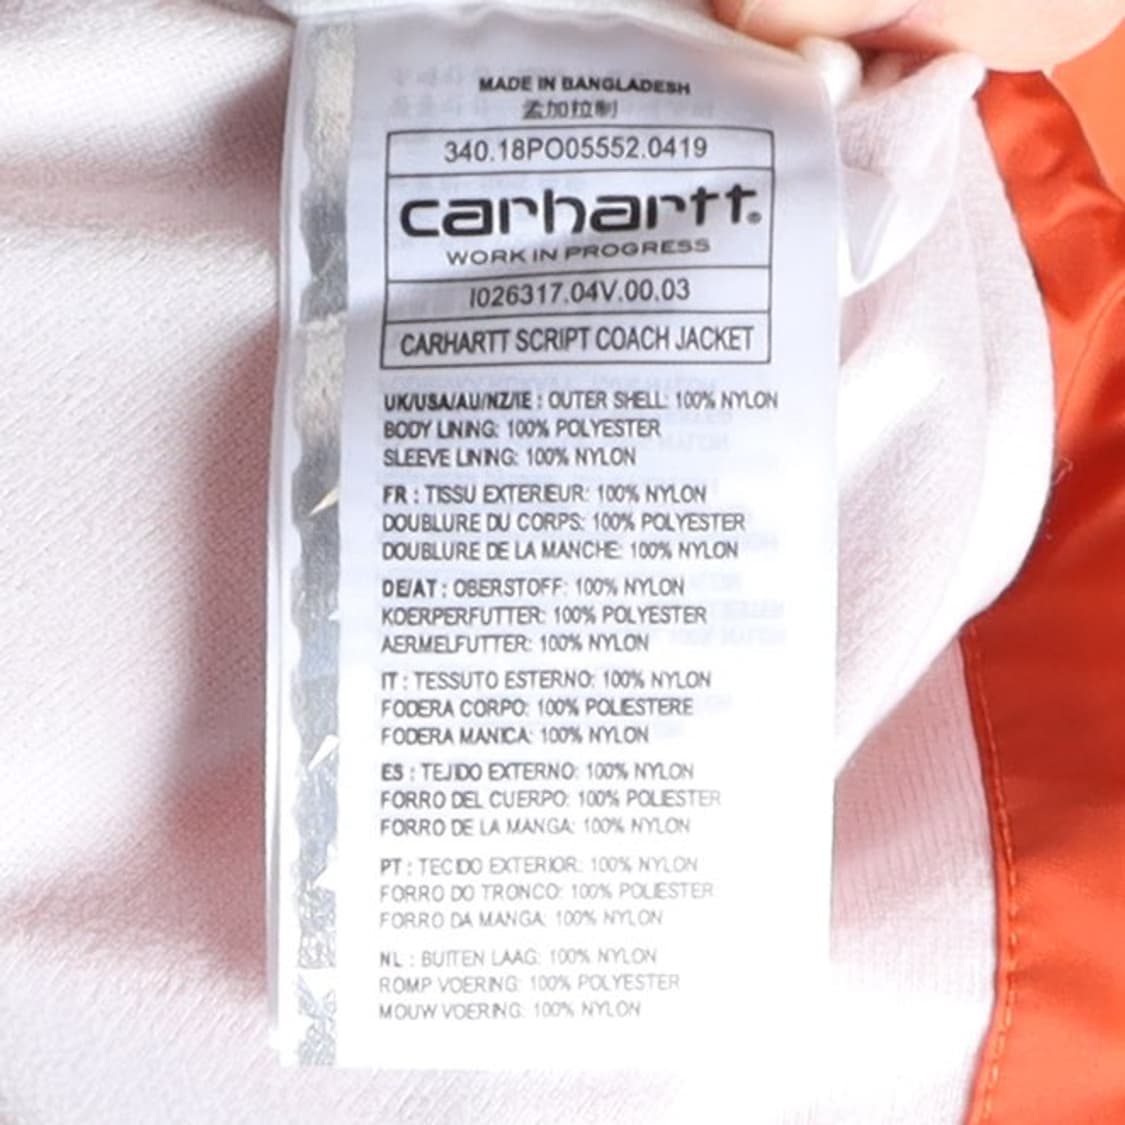 MADE IN BANGLADESH
孟加拉制
340.18PO05552.0419
carhartt®
WORK IN PROGRESS
I026317.04V.00.03
CARHARTT SCRIPT COACH JACKET
UK/USA/AU/NZ/IE : OUTER SHELL: 100% NYLON
BODY LINING: 100% POLYESTER
SLEEVE LINING: 100% NYLON
FR : TISSU EXTERIEUR: 100% NYLON
DOUBLURE DU CORPS: 100% POLYESTER
DOUBLURE DE LA MANCHE: 100% NYLON
DE/AT : OBERSTOFF: 100% NYLON
KOERPERFUTTER: 100% POLYESTER
AERMELFUTTER: 100% NYLON
IT : TESSUTO ESTERNO: 100% NYLON
FODERA CORPO: 100% POLIESTERE
FODERA MANICA: 100% NYLON
ES : TEJIDO EXTERNO: 100% NYLON
FORRO DEL CUERPO: 100% POLIESTER
FORRO DE LA MANGA: 100% NYLON
PT : TECIDO EXTERIOR: 100% NYLON
FORRO DO TRONCO: 100% POLIESTER
FORRO DA MANGA: 100% NYLON
NL : BUITEN LAAG: 100% NYLON
ROMP VOERING: 100% POLYESTER
MOUW VOERING: 100% NYLON